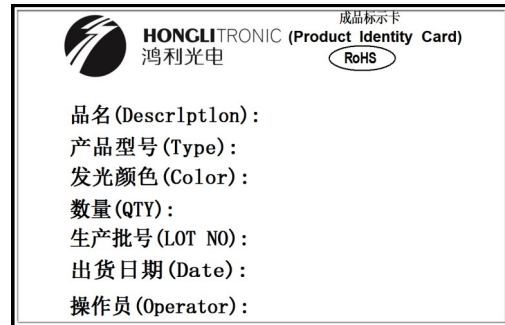 成品标示卡
HONGLITRONIC (Product Identity Card)
鸿利光电 RoHS
品名(Descrlptlon):
产品型号(Type):
发光颜色(Color):
数量(QTY):
生产批号(LOT NO):
出货日期(Date):
操作员(Operator):